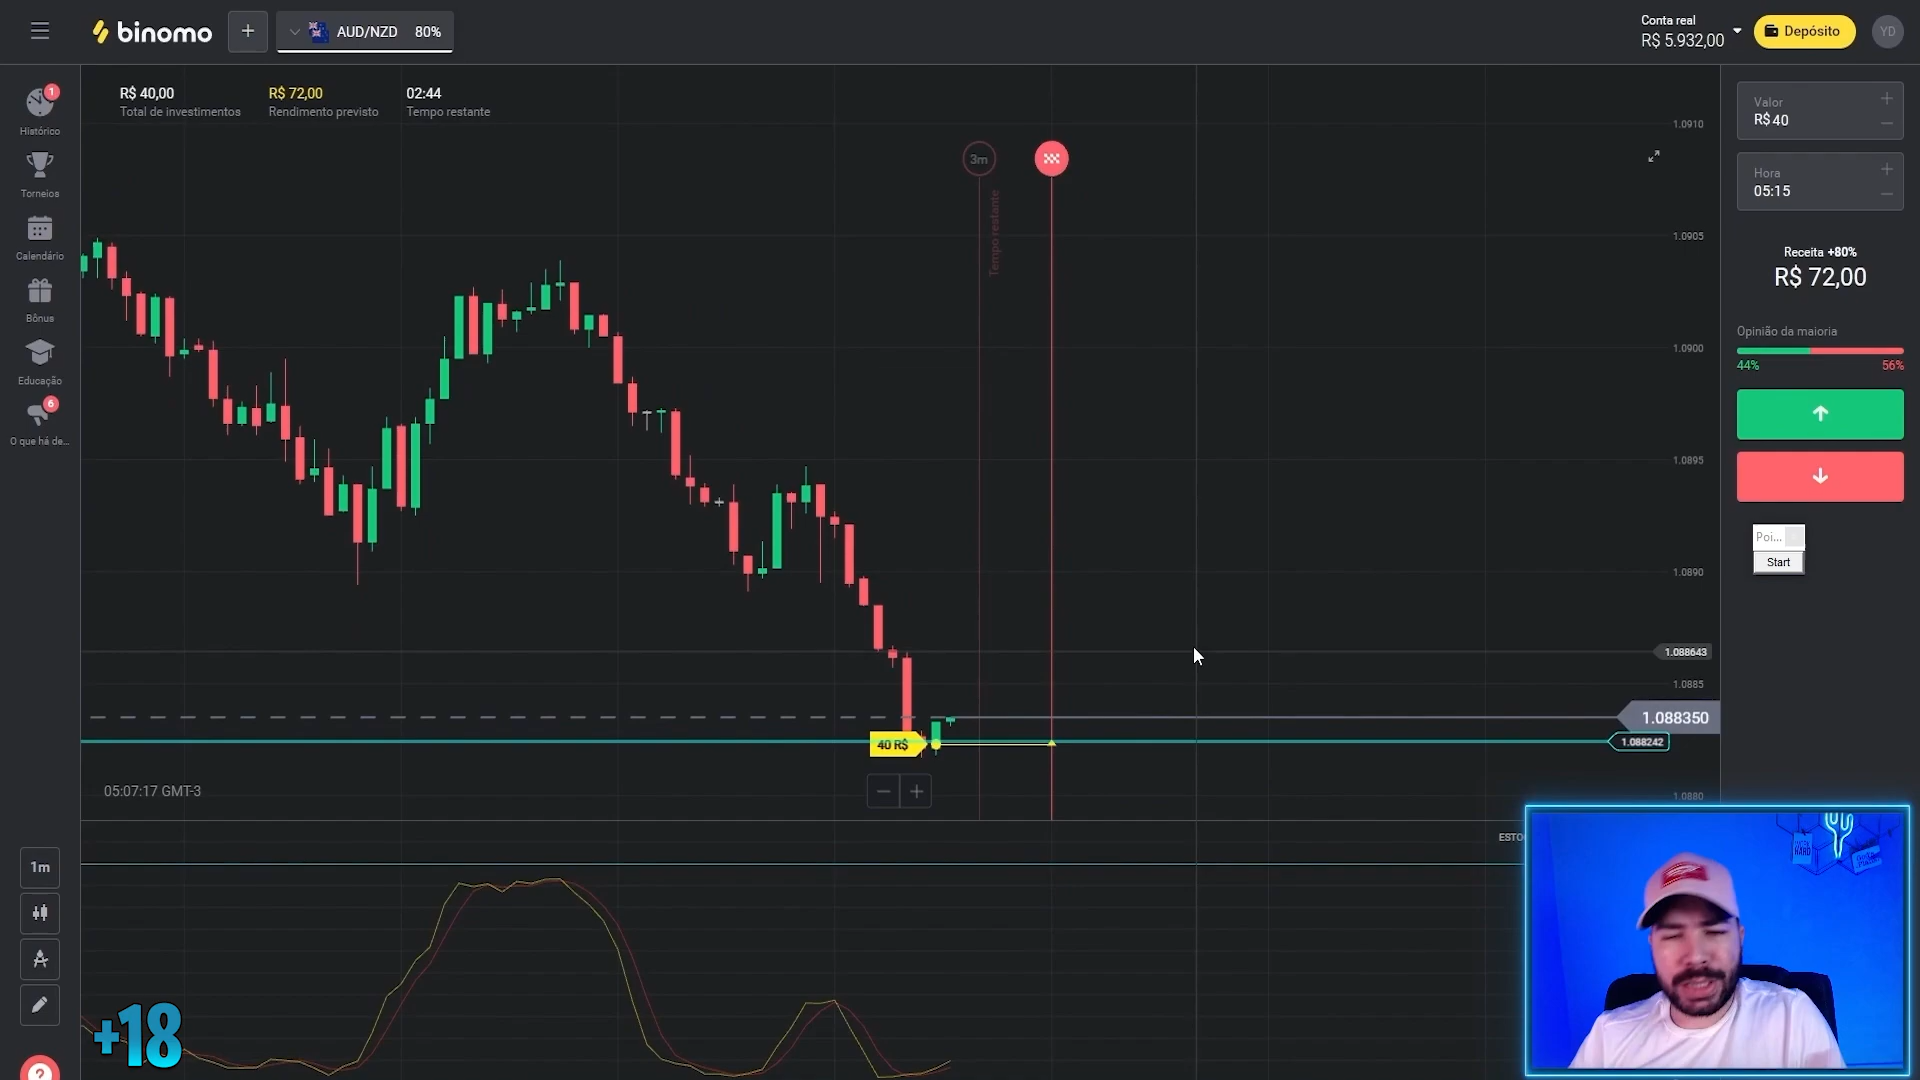 binomo
+
AUD/NZD 80%
Conta real
R$ 5.932,00
Depósito
YD
1
Histórico
Torneios
Calendário
Bônus
Educação
6
O que há de...
R$ 40,00
Total de investimentos
R$ 72,00
Rendimento previsto
02:44
Tempo restante
3m
Tempo restante
1.0910
1.0905
1.0900
1.0895
1.0890
1.088643
1.0885
1.088350
1.088242
1.0880
40 R$
05:07:17 GMT-3
Valor
R$ 40
Hora
05:15
Receita +80%
R$ 72,00
Opinião da maioria
44% 56%
Poi...
Start
ESTO
1m
+18
?